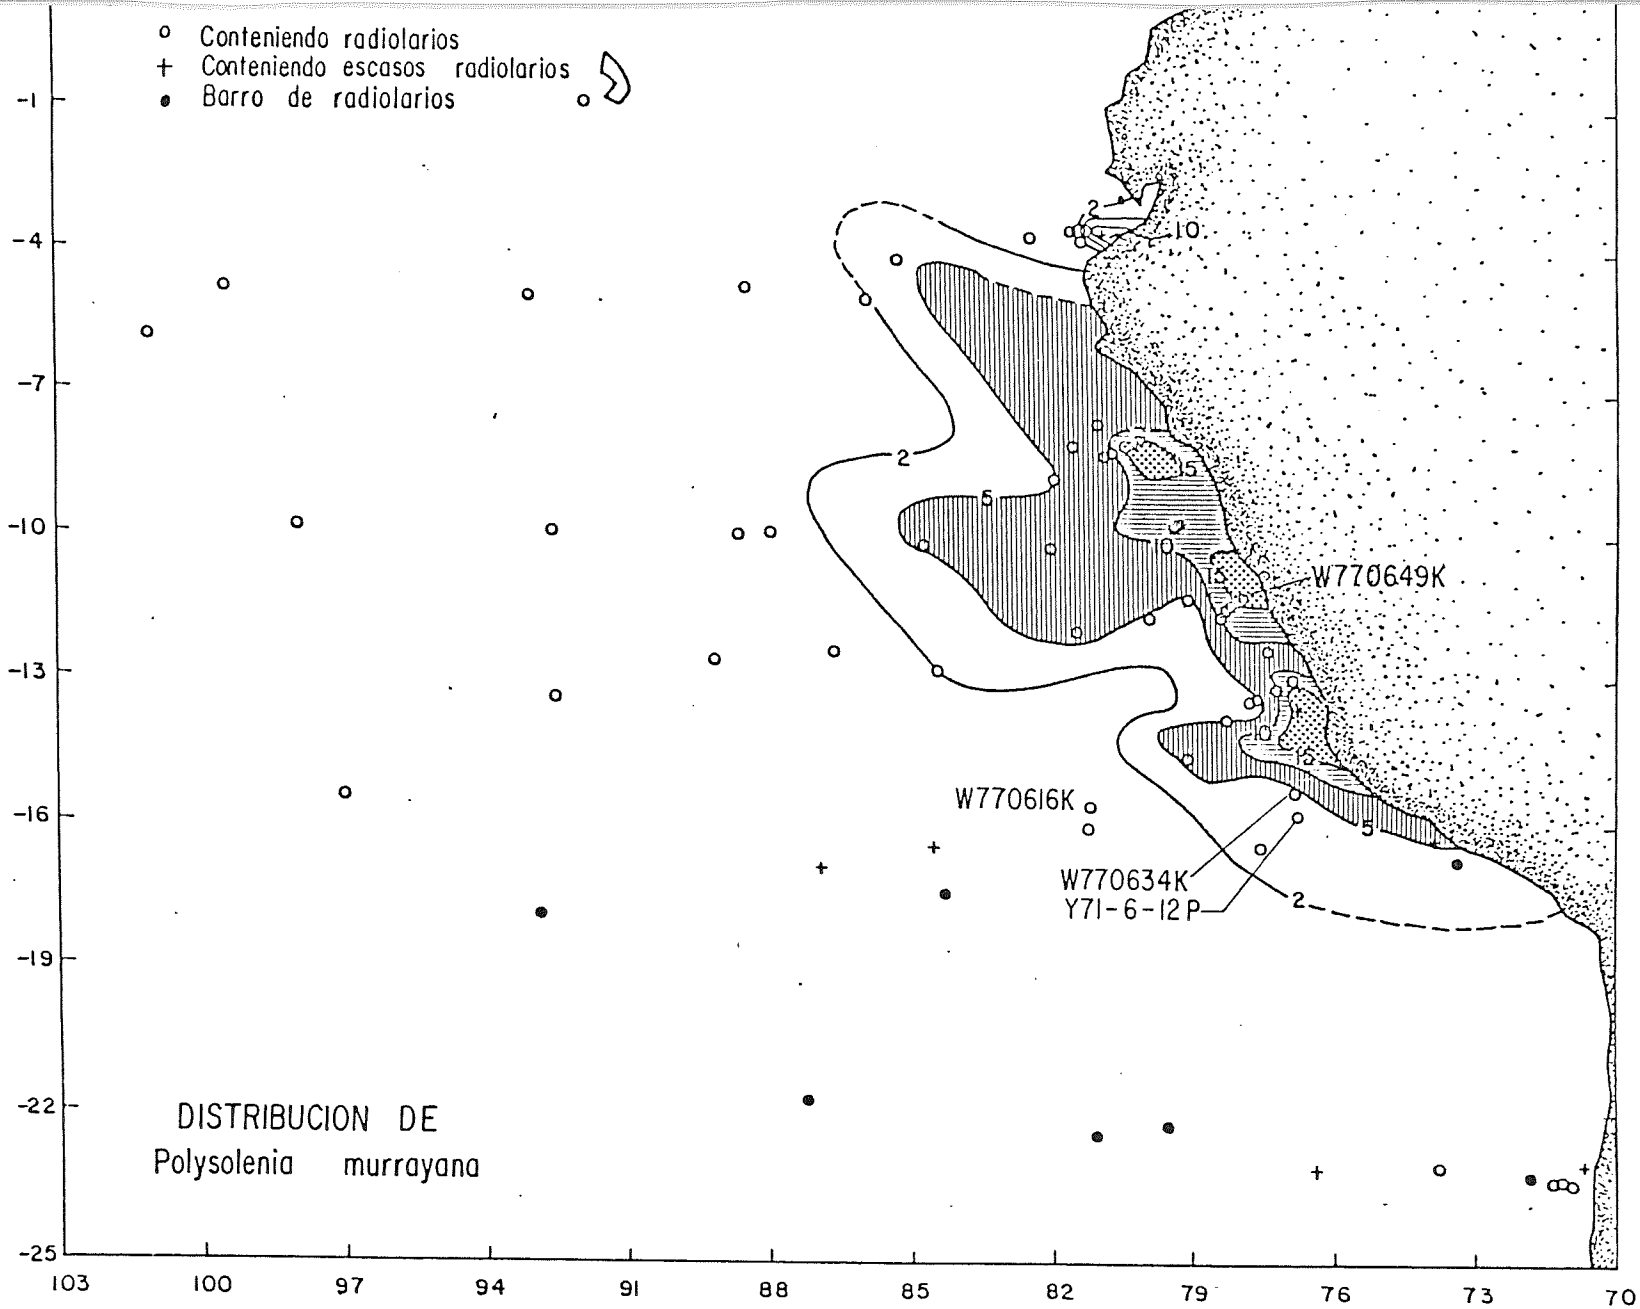 Conteniendo radiolarios
Conteniendo escasos radiolarios
Barro de radiolarios
-1
-4
-7
-10
-13
-16
-19
-22
-25
2
10
2
5
5
15
W770649K
W770616K
W770634K
Y71-6-12P
5
2
DISTRIBUCION DE
Polysolenia murrayana
103 100 97 94 91 88 85 82 79 76 73 70